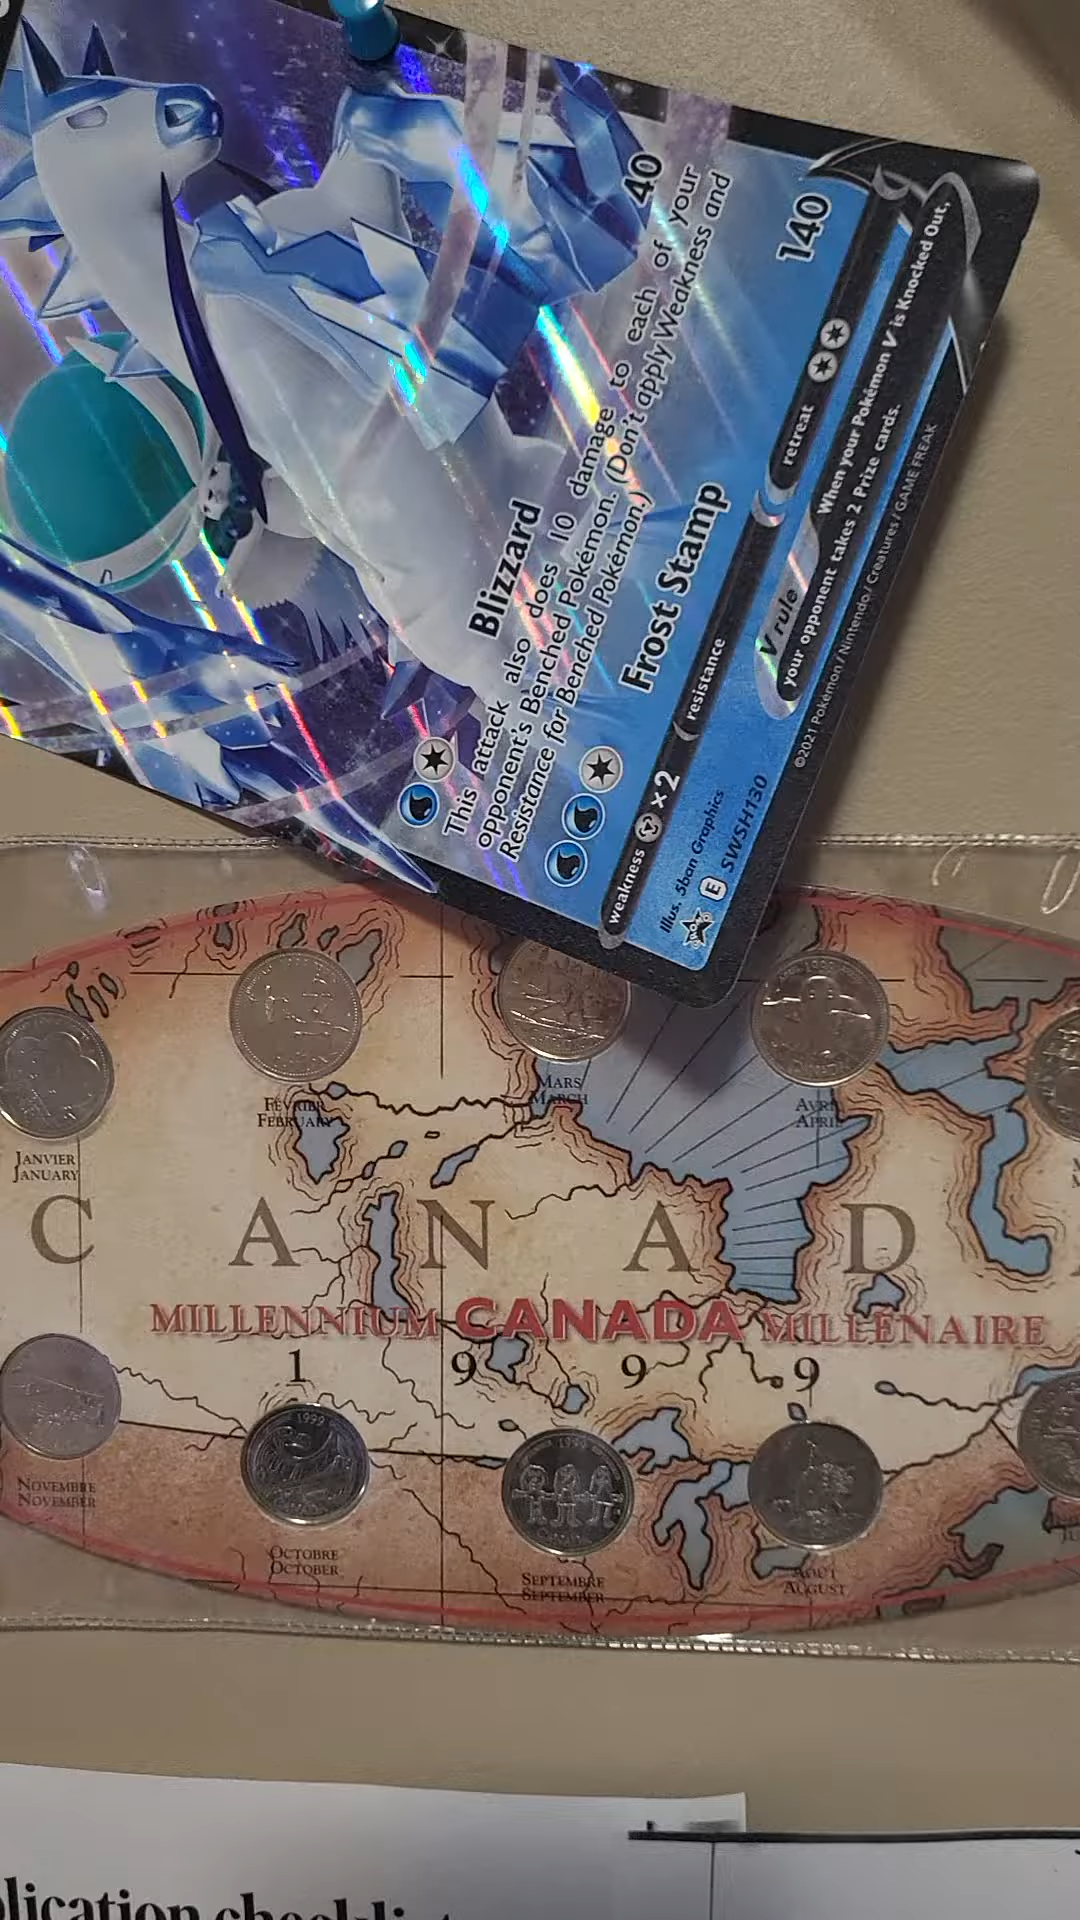 Blizzard 40
This attack also does 10 damage to each of your
opponent's Benched Pokémon. (Don't apply Weakness and
Resistance for Benched Pokémon.)
Frost Stamp 140
weakness ×2 resistance retreat
V rule When your Pokémon V is Knocked Out,
your opponent takes 2 Prize cards.
Illus. 5ban Graphics
E SWSH130
PROMO
©2021 Pokémon / Nintendo / Creatures / GAME FREAK
JANVIER
JANUARY
FÉVRIER
FEBRUARY
MARS
MARCH
AVRIL
APRIL
C A N A D
MILLENNIUM CANADA MILLÉNAIRE
1 9 9 9
1999
NOVEMBRE
NOVEMBER
OCTOBRE
OCTOBER
SEPTEMBRE
SEPTEMBER
AOÛT
AUGUST